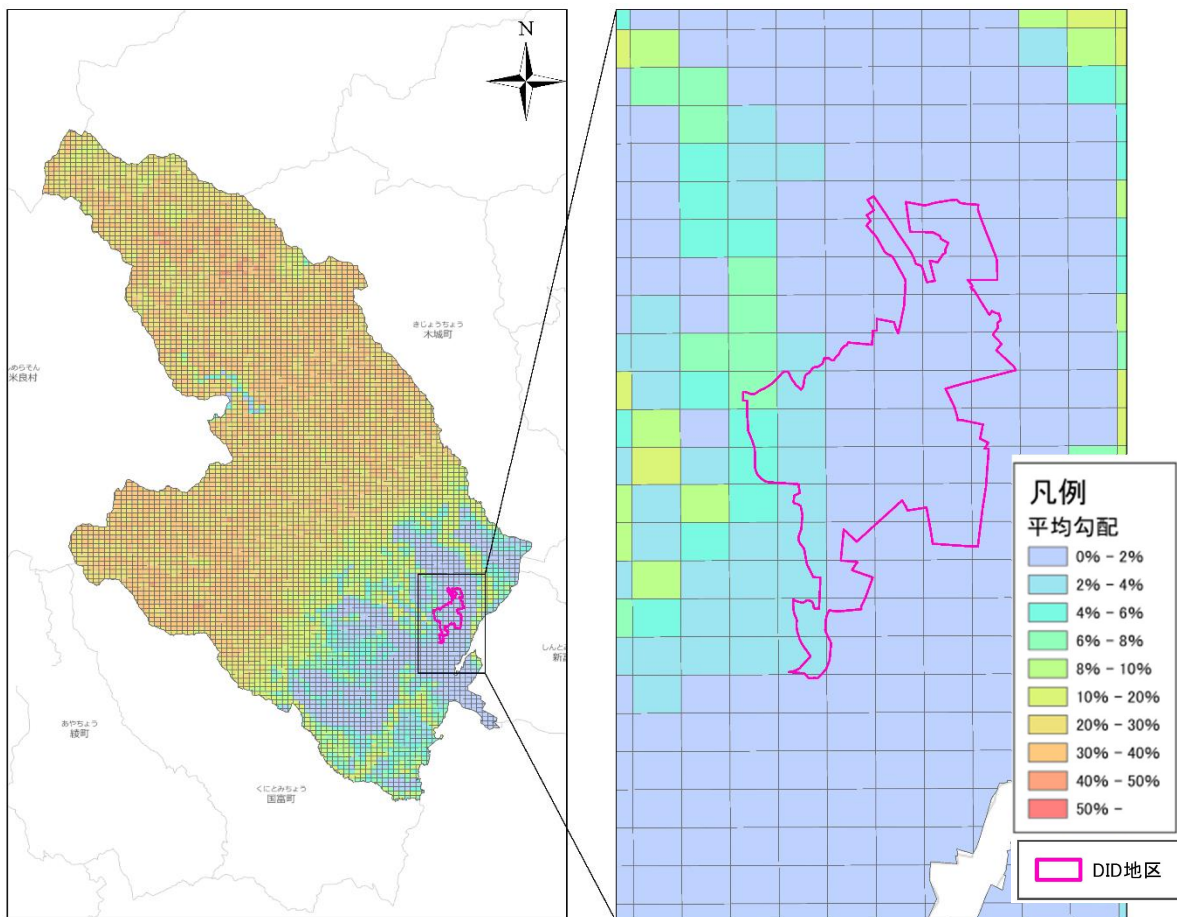 N
きじょうちょう
木城町
めらそん
米良村
しんと
新富
あやちょう
綾町
くにとみちょう
国富町
凡例
平均勾配
0% - 2%
2% - 4%
4% - 6%
6% - 8%
8% - 10%
10% - 20%
20% - 30%
30% - 40%
40% - 50%
50% -
DID地区